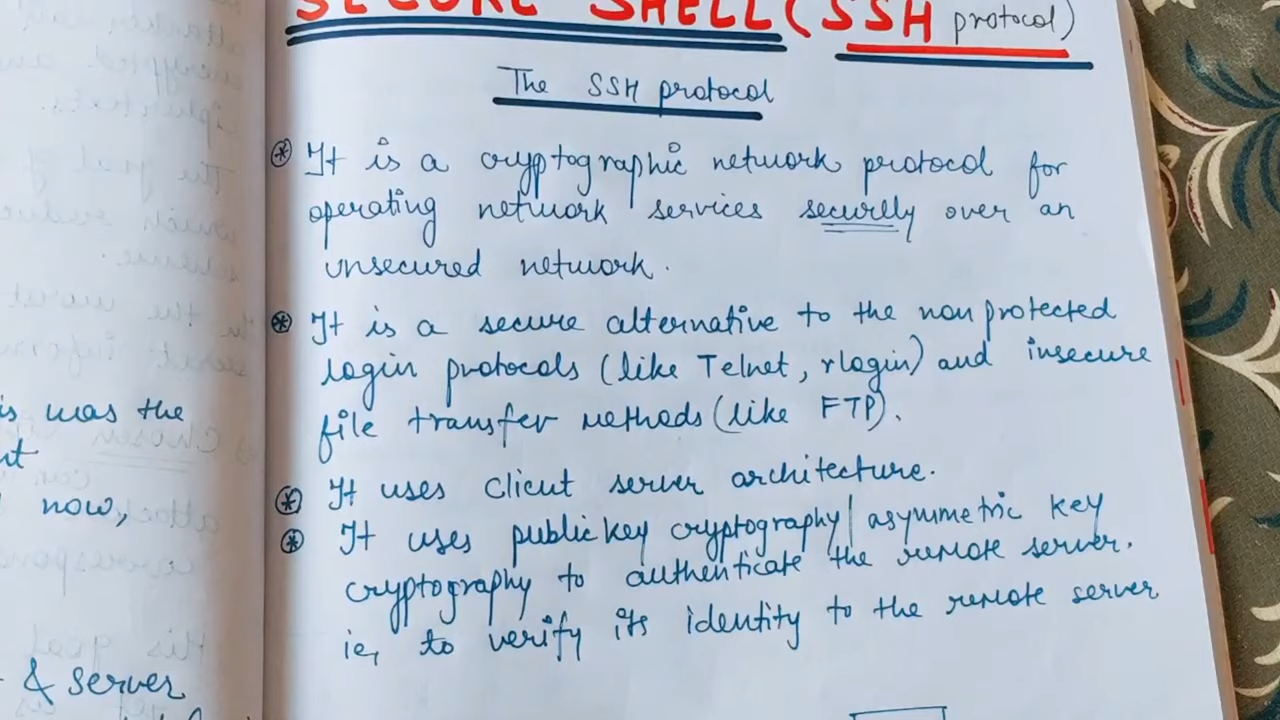 SECURE SHELL (SSH protocol)
The SSH protocol
It is a cryptographic network protocol for
operating network services securely over an
unsecured network.
It is a secure alternative to the non protected
login protocols (like Telnet, rlogin) and insecure
file transfer methods (like FTP).
It uses client server architecture.
It uses public key cryptography/ asymmetric key
cryptography to authenticate the remote server.
ie, to verify its identity to the remote server
is was the
now,
& server